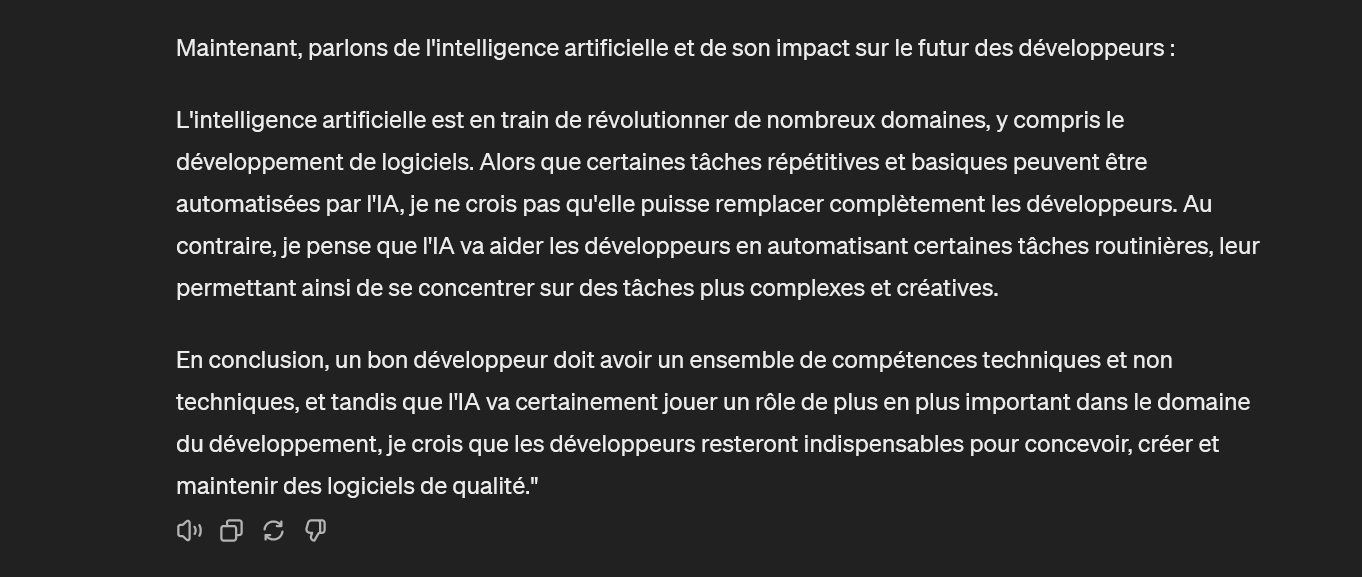 Maintenant, parlons de l'intelligence artificielle et de son impact sur le futur des développeurs :
L'intelligence artificielle est en train de révolutionner de nombreux domaines, y compris le
développement de logiciels. Alors que certaines tâches répétitives et basiques peuvent être
automatisées par l'IA, je ne crois pas qu'elle puisse remplacer complètement les développeurs. Au
contraire, je pense que l'IA va aider les développeurs en automatisant certaines tâches routinières, leur
permettant ainsi de se concentrer sur des tâches plus complexes et créatives.
En conclusion, un bon développeur doit avoir un ensemble de compétences techniques et non
techniques, et tandis que l'IA va certainement jouer un rôle de plus en plus important dans le domaine
du développement, je crois que les développeurs resteront indispensables pour concevoir, créer et
maintenir des logiciels de qualité."